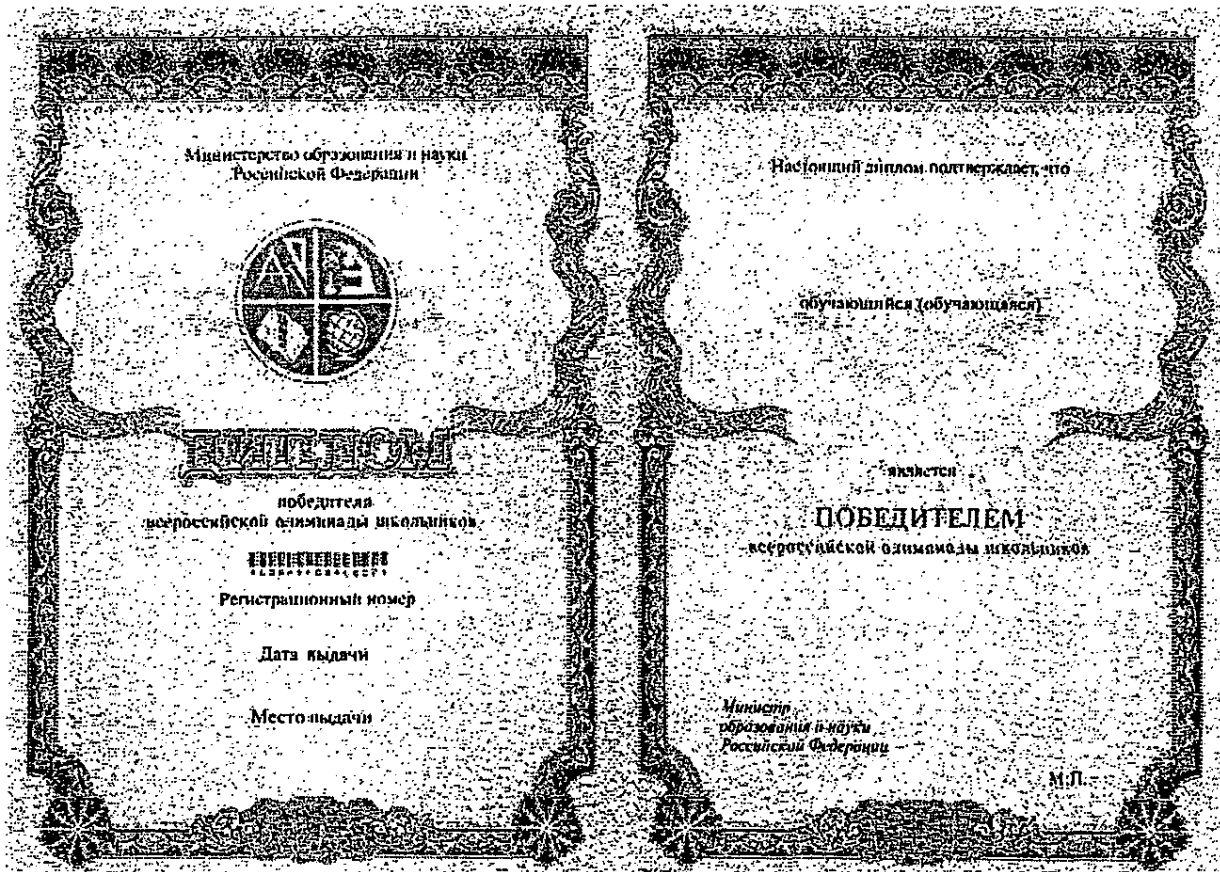 Министерство образования и науки
Российской Федерации
ДИПЛОМ
победителя
всероссийской олимпиады школьников
Регистрационный номер
Дата выдачи
Место выдачи
Настоящий диплом подтверждает, что
обучающийся (обучающаяся)
является
ПОБЕДИТЕЛЕМ
всероссийской олимпиады школьников
Министр
образования и науки
Российской Федерации
М.П.